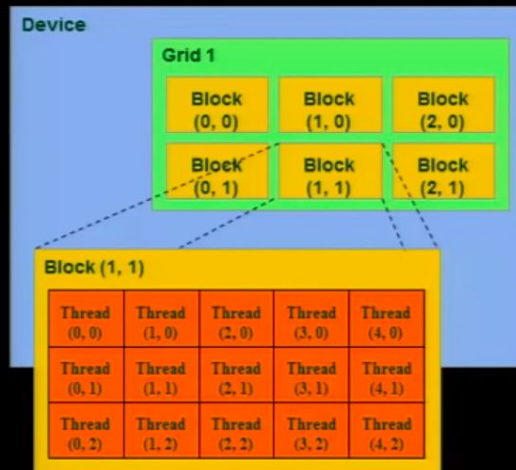 Device
Grid 1
Block
(0, 0)
Block
(1, 0)
Block
(2, 0)
Block
(0, 1)
Block
(1, 1)
Block
(2, 1)
Block (1, 1)
Thread
(0, 0)
Thread
(1, 0)
Thread
(2, 0)
Thread
(3, 0)
Thread
(4, 0)
Thread
(0, 1)
Thread
(1, 1)
Thread
(2, 1)
Thread
(3, 1)
Thread
(4, 1)
Thread
(0, 2)
Thread
(1, 2)
Thread
(2, 2)
Thread
(3, 2)
Thread
(4, 2)